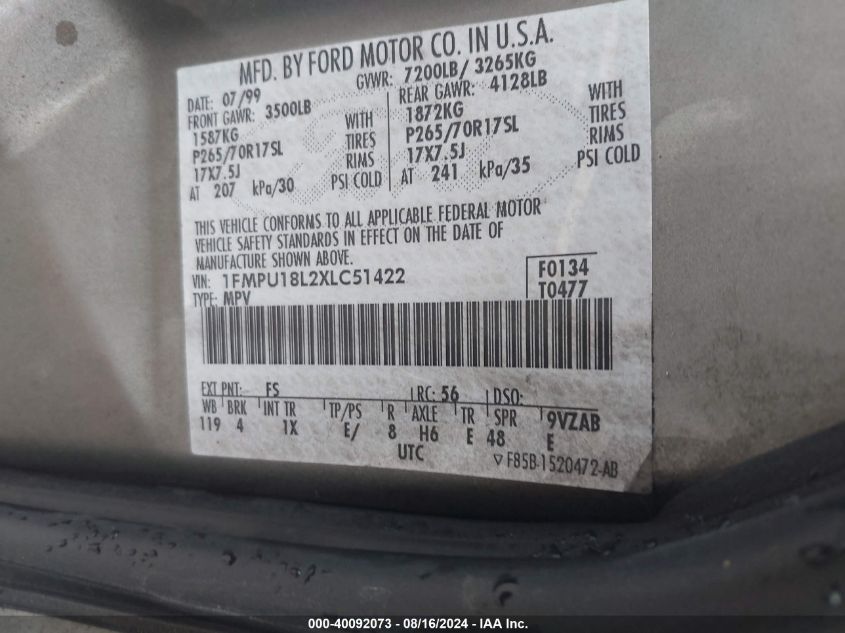 MFD. BY FORD MOTOR CO. IN U.S.A.
DATE: 07/99 GVWR: 7200LB/ 3265KG
FRONT GAWR: 3500LB REAR GAWR: 4128LB
1587KG WITH 1872KG WITH
P265/70R17SL TIRES P265/70R17SL TIRES
17X7.5J RIMS 17X7.5J RIMS
AT 207 kPa/30 PSI COLD AT 241 kPa/35 PSI COLD
THIS VEHICLE CONFORMS TO ALL APPLICABLE FEDERAL MOTOR
VEHICLE SAFETY STANDARDS IN EFFECT ON THE DATE OF
MANUFACTURE SHOWN ABOVE.
VIN: 1FMPU18L2XLC51422 F0134
TYPE: MPV T0477
EXT PNT: FS RC: 56 DSO:
WB BRK INT TR TP/PS R AXLE TR SPR 9VZAB
119 4 1X E/ 8 H6 E 48 E
UTC
▽ F85B-1520472-AB
000-40092073 - 08/16/2024 - IAA Inc.